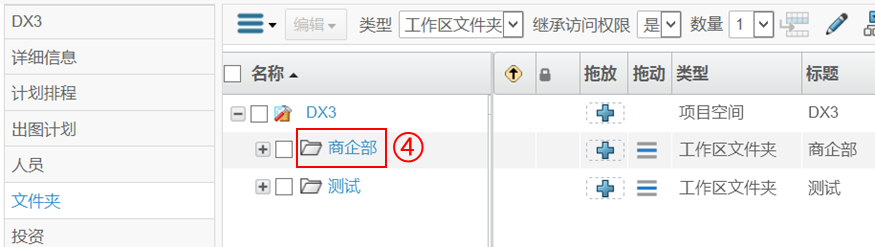 DX3
详细信息
计划排程
出图计划
人员
文件夹
投资
编辑 类型 工作区文件夹 继承访问权限 是 数量 1
名称 拖放 拖动 类型 标题
DX3 项目空间 DX3
商企部 ④ 工作区文件夹 商企部
测试 工作区文件夹 测试